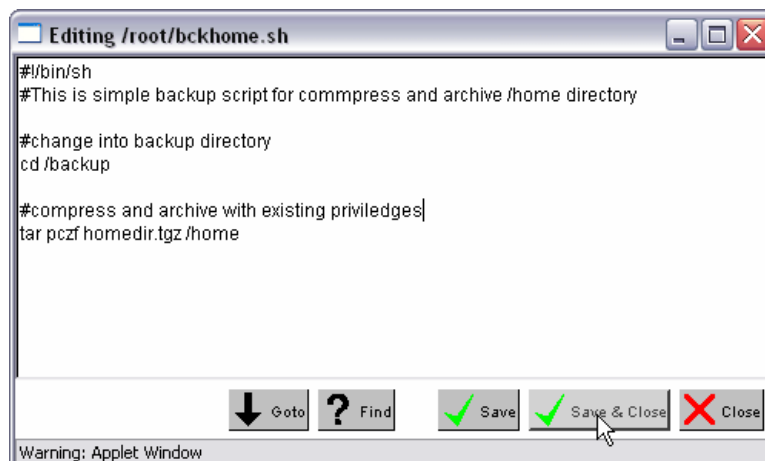 Editing /root/bckhome.sh
#!/bin/sh
#This is simple backup script for commpress and archive /home directory
#change into backup directory
cd /backup
#compress and archive with existing priviledges
tar pczf homedir.tgz /home
Goto Find Save Save & Close Close
Warning: Applet Window